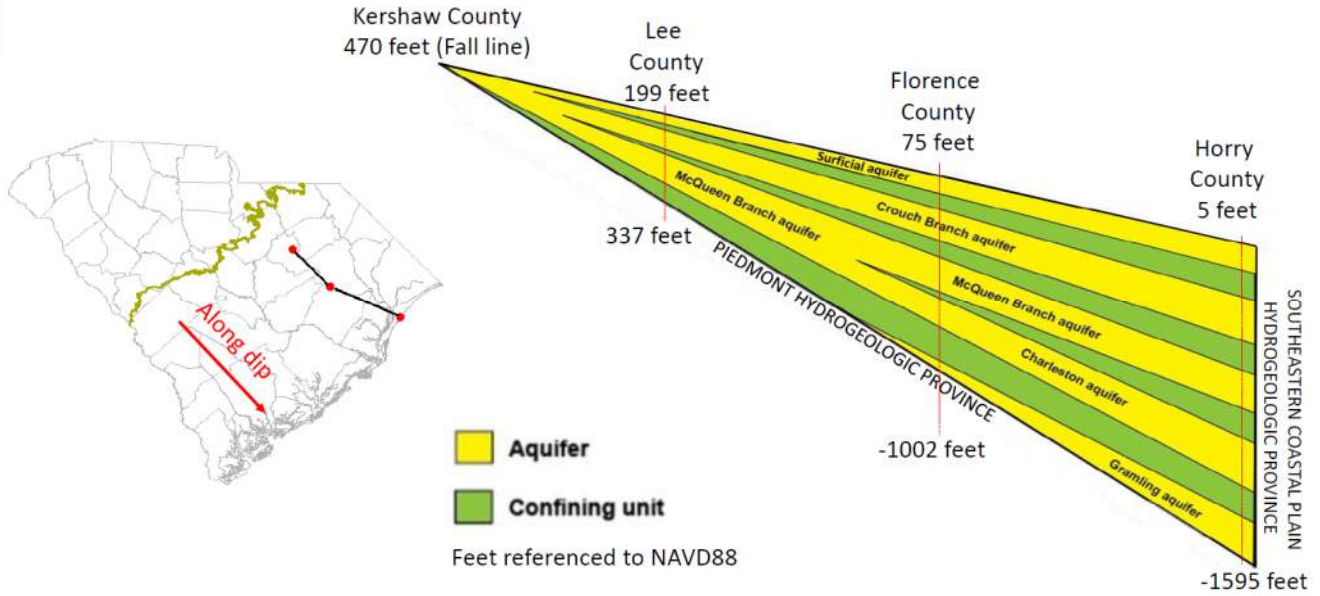 Kershaw County
470 feet (Fall line)
Lee
County
199 feet
Florence
County
75 feet
Horry
County
5 feet
Surficial aquifer
Crouch Branch aquifer
McQueen Branch aquifer
McQueen Branch aquifer
Charleston aquifer
Gramling aquifer
337 feet
PIEDMONT HYDROGEOLOGIC PROVINCE
-1002 feet
-1595 feet
SOUTHEASTERN COASTAL PLAIN
HYDROGEOLOGIC PROVINCE
Along dip
Aquifer
Confining unit
Feet referenced to NAVD88